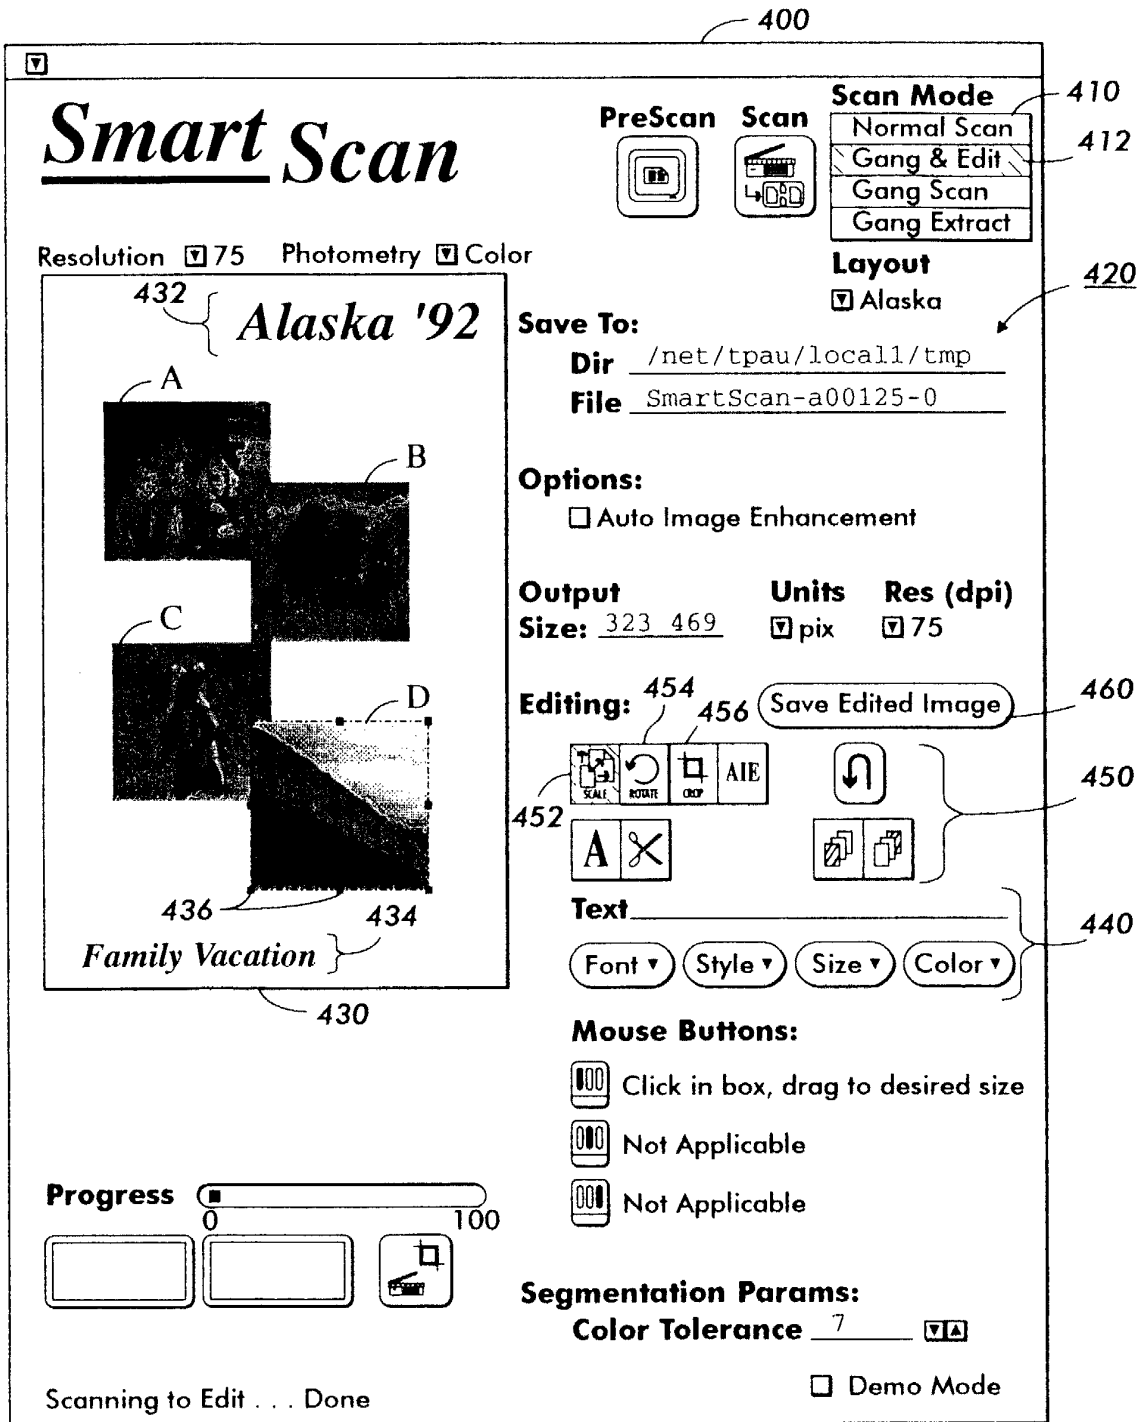 400
Smart Scan
PreScan
Scan
Scan Mode
410
Normal Scan
412
Gang & Edit
Gang Scan
Gang Extract
Resolution 75 Photometry Color
Layout
Alaska
420
432
Alaska '92
Save To:
Dir /net/tpau/local1/tmp
File SmartScan-a00125-0
A
B
Options:
Auto Image Enhancement
Output Size: 323 469
Units
pix
Res (dpi)
75
C
D
Editing:
454
456
Save Edited Image
460
SCALE
ROTATE
CROP
AIE
452
450
A
436
434
Family Vacation
430
Text
440
Font
Style
Size
Color
Mouse Buttons:
Click in box, drag to desired size
Not Applicable
Not Applicable
Progress
0
100
Segmentation Params:
Color Tolerance 7
Scanning to Edit . . . Done
Demo Mode